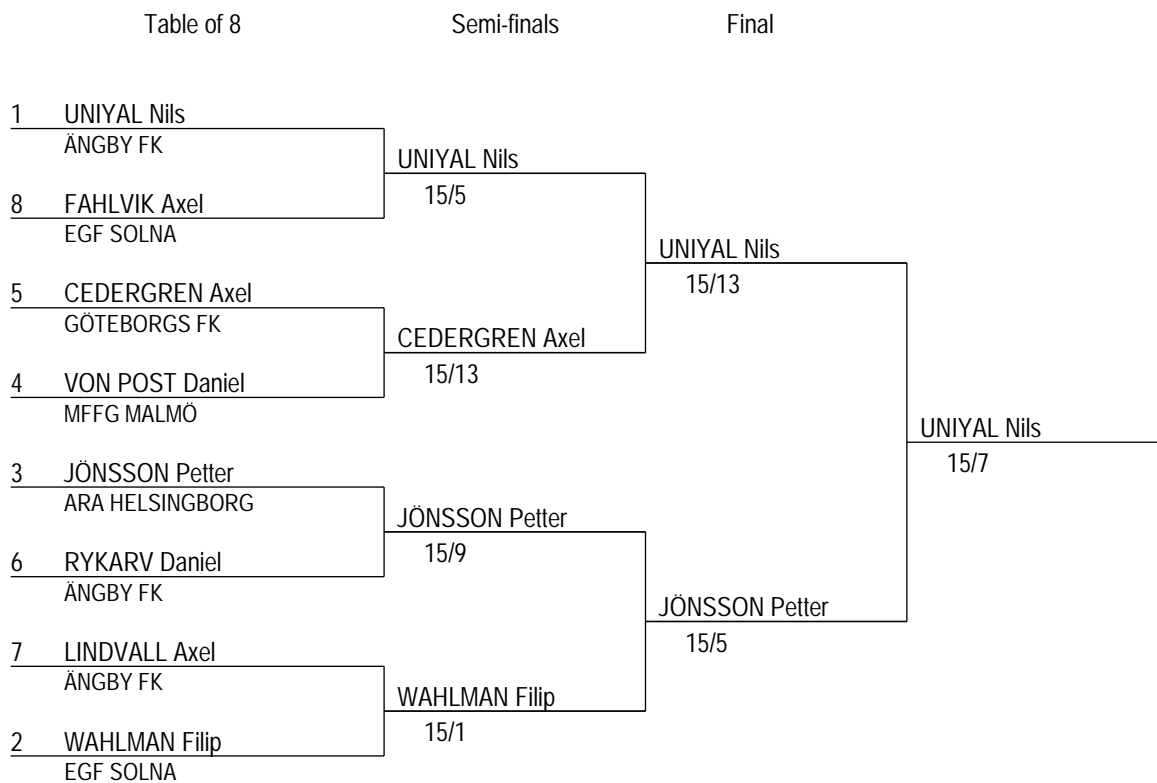 Table of 8 Semi-finals Final
1 UNIYAL Nils
ÄNGBY FK
UNIYAL Nils
15/5
8 FAHLVIK Axel
EGF SOLNA
UNIYAL Nils
15/13
5 CEDERGREN Axel
GÖTEBORGS FK
CEDERGREN Axel
15/13
4 VON POST Daniel
MFFG MALMÖ
UNIYAL Nils
15/7
3 JÖNSSON Petter
ARA HELSINGBORG
JÖNSSON Petter
15/9
6 RYKARV Daniel
ÄNGBY FK
JÖNSSON Petter
15/5
7 LINDVALL Axel
ÄNGBY FK
WAHLMAN Filip
15/1
2 WAHLMAN Filip
EGF SOLNA